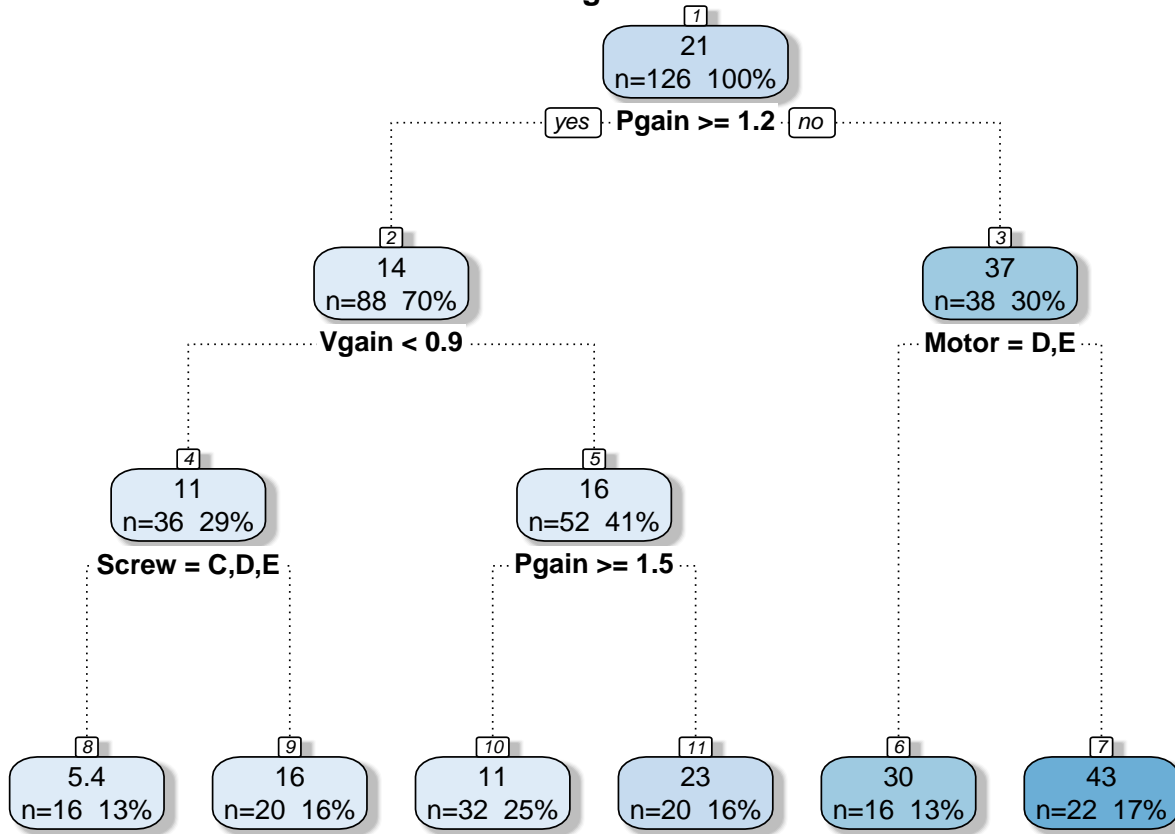 1
21
n=126 100%
yes Pgain >= 1.2 no
2 3
14 37
n=88 70% n=38 30%
Vgain < 0.9 Motor = D,E
4 5
11 16
n=36 29% n=52 41%
Screw = C,D,E Pgain >= 1.5
8 9 10 11 6 7
5.4 16 11 23 30 43
n=16 13% n=20 16% n=32 25% n=20 16% n=16 13% n=22 17%